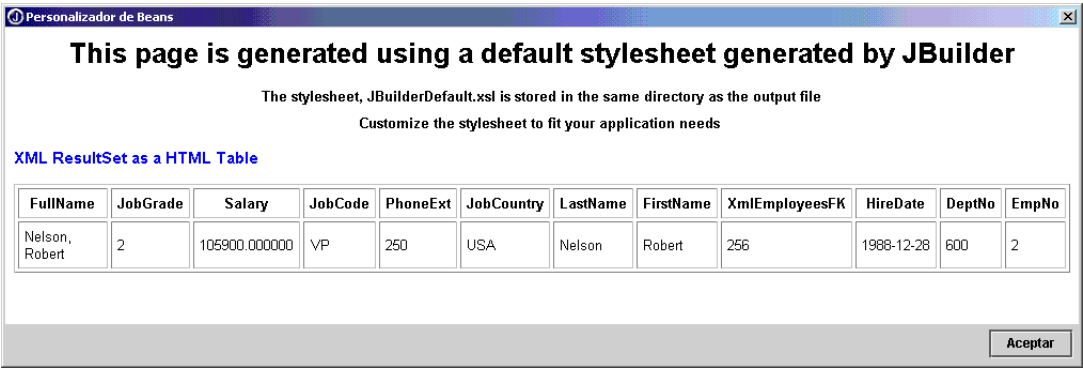 Personalizador de Beans
This page is generated using a default stylesheet generated by JBuilder
The stylesheet, JBuilderDefault.xsl is stored in the same directory as the output file
Customize the stylesheet to fit your application needs
XML ResultSet as a HTML Table
FullName JobGrade Salary JobCode PhoneExt JobCountry LastName FirstName XmlEmployeesFK HireDate DeptNo EmpNo
Nelson,
Robert 2 105900.000000 VP 250 USA Nelson Robert 256 1988-12-28 600 2
Aceptar